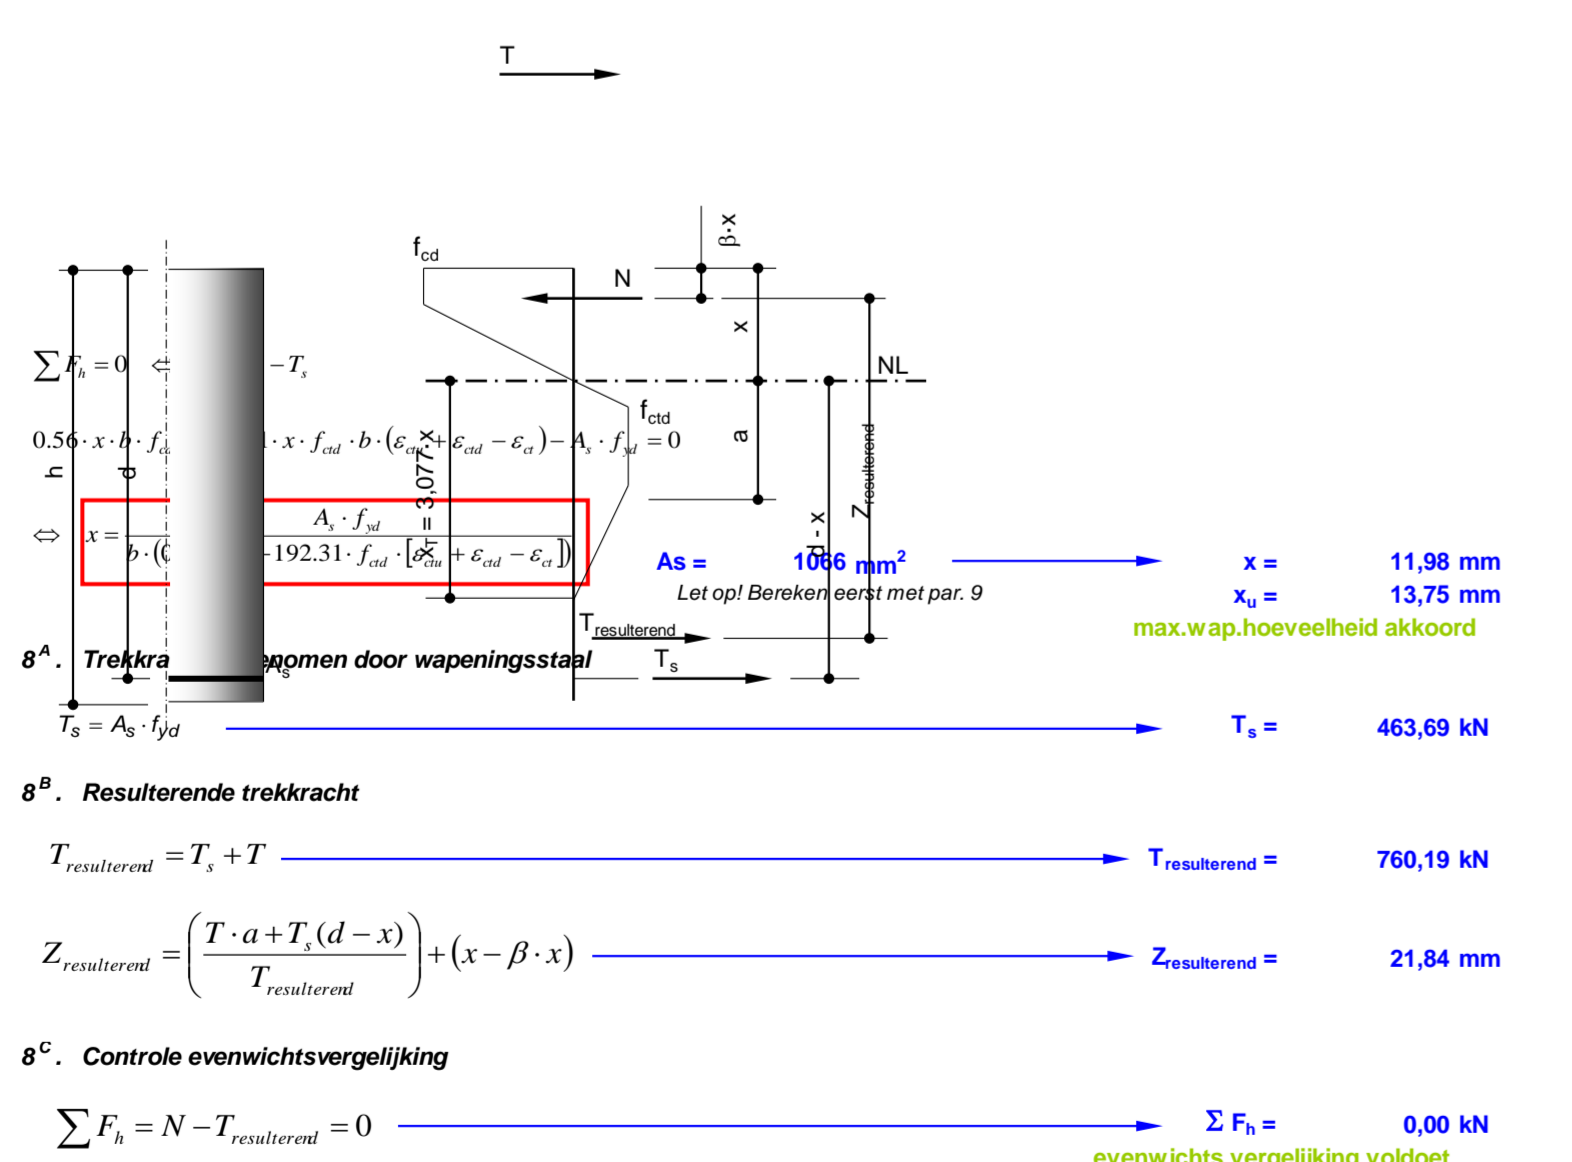 T
β·x
f_cd
N
x
NL
∑F_h = 0 ⇔ − T_s
f_ctd
0.56 · x · b · f · x · f_ctd · b · (ε_ctu + ε_ctd − ε_ct) − A_s · f_yd = 0
h
d
x_T = 3,077·x
a
d - x
Z_resulterend
⇔ x = A_s · f_yd
b · ( − 192.31 · f_ctd · [ε_ctu + ε_ctd − ε_ct])
As = 1066 mm²
x = 11,98 mm
Let op! Bereken eerst met par. 9
x_u = 13,75 mm
max.wap.hoeveelheid akkoord
T_resulterend
8^A. Trekkra enomen door wapeningsstaal
A_s
T_s
T_s = A_s · f_yd
T_s = 463,69 kN
8^B. Resulterende trekkracht
T_resulterend = T_s + T
T_resulterend = 760,19 kN
Z_resulterend = (T · a + T_s (d − x) / T_resulterend) + (x − β · x)
Z_resulterend = 21,84 mm
8^C. Controle evenwichtsvergelijking
∑F_h = N − T_resulterend = 0
Σ F_h = 0,00 kN
evenwichts vergelijking voldoet